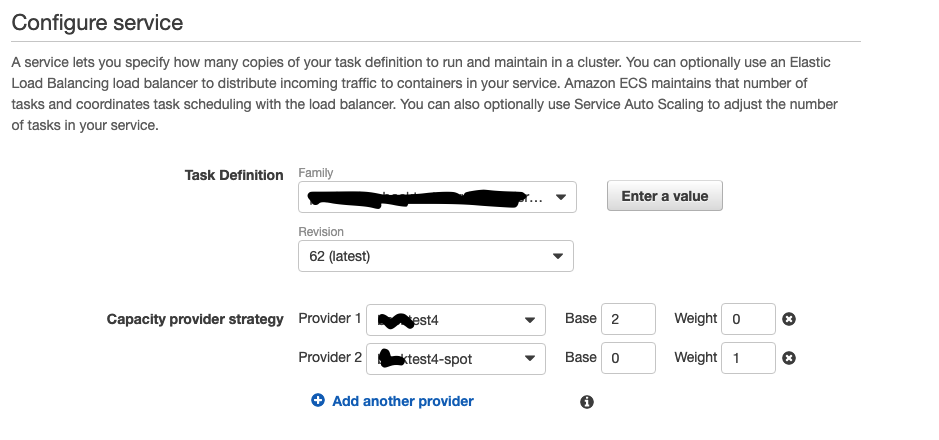 Configure service
A service lets you specify how many copies of your task definition to run and maintain in a cluster. You can optionally use an Elastic
Load Balancing load balancer to distribute incoming traffic to containers in your service. Amazon ECS maintains that number of
tasks and coordinates task scheduling with the load balancer. You can also optionally use Service Auto Scaling to adjust the number
of tasks in your service.
Task Definition Family
Enter a value
Revision
62 (latest)
Capacity provider strategy Provider 1 test4 Base 2 Weight 0
Provider 2 ktest4-spot Base 0 Weight 1
Add another provider